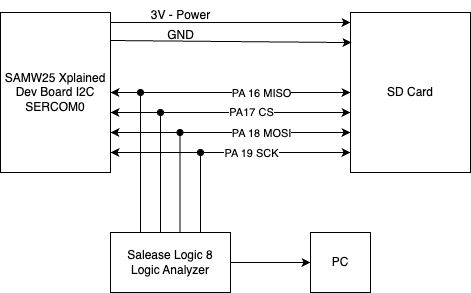 3V - Power
GND
SAMW25 Xplained
Dev Board I2C
SERCOM0
PA 16 MISO
SD Card
PA17 CS
PA 18 MOSI
PA 19 SCK
Salease Logic 8
Logic Analyzer
PC